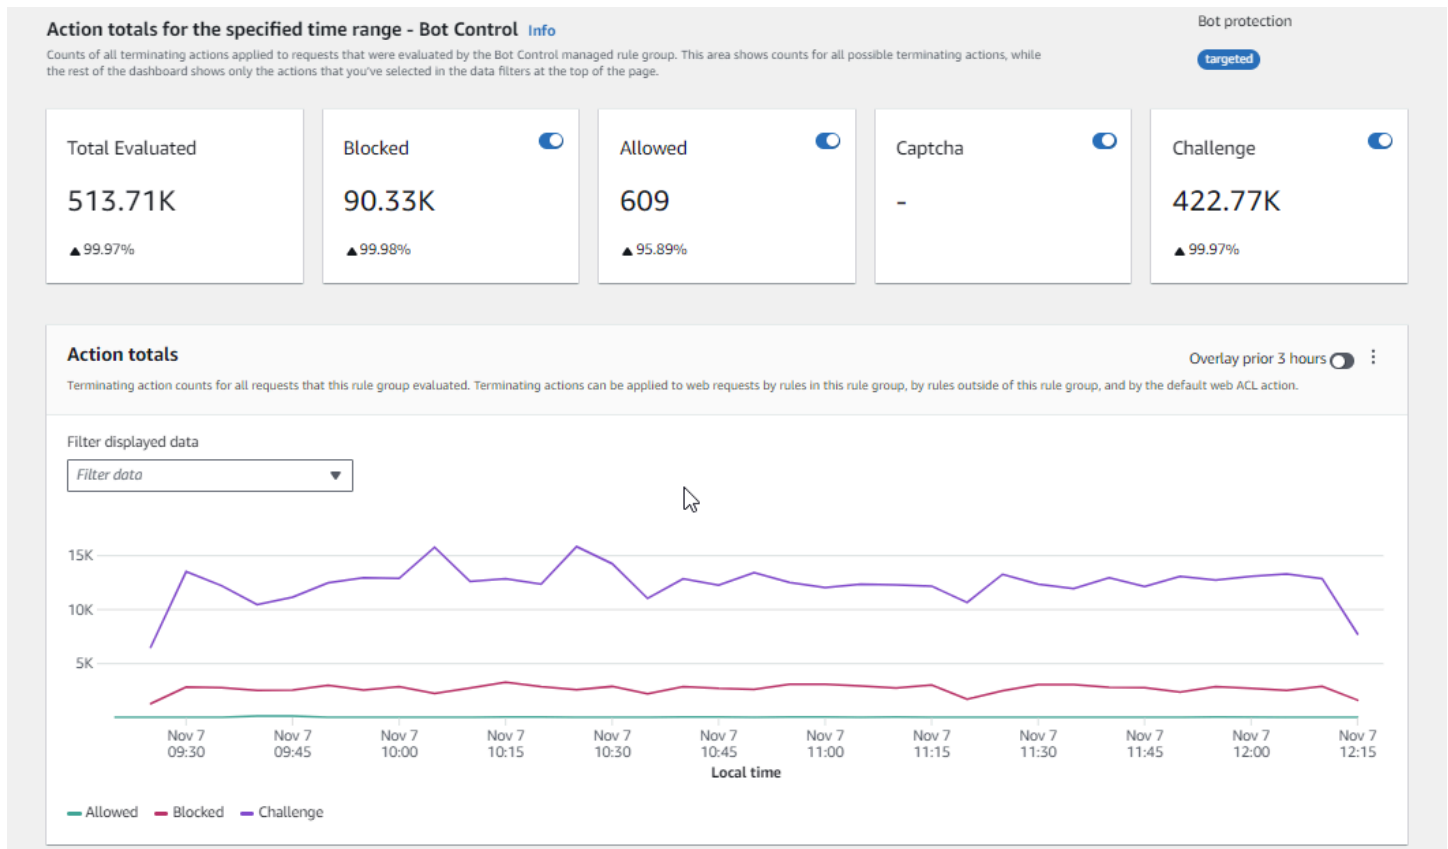 Action totals for the specified time range - Bot Control Info
Counts of all terminating actions applied to requests that were evaluated by the Bot Control managed rule group. This area shows counts for all possible terminating actions, while
the rest of the dashboard shows only the actions that you've selected in the data filters at the top of the page.
Bot protection
targeted
Total Evaluated
513.71K
▲ 99.97%
Blocked
90.33K
▲ 99.98%
Allowed
609
▲ 95.89%
Captcha
-
Challenge
422.77K
▲ 99.97%
Action totals
Overlay prior 3 hours
Terminating action counts for all requests that this rule group evaluated. Terminating actions can be applied to web requests by rules in this rule group, by rules outside of this rule group, and by the default web ACL action.
Filter displayed data
Filter data
15K
10K
5K
Nov 7 Nov 7 Nov 7 Nov 7 Nov 7 Nov 7 Nov 7 Nov 7 Nov 7 Nov 7 Nov 7 Nov 7
09:30 09:45 10:00 10:15 10:30 10:45 11:00 11:15 11:30 11:45 12:00 12:15
Local time
Allowed Blocked Challenge